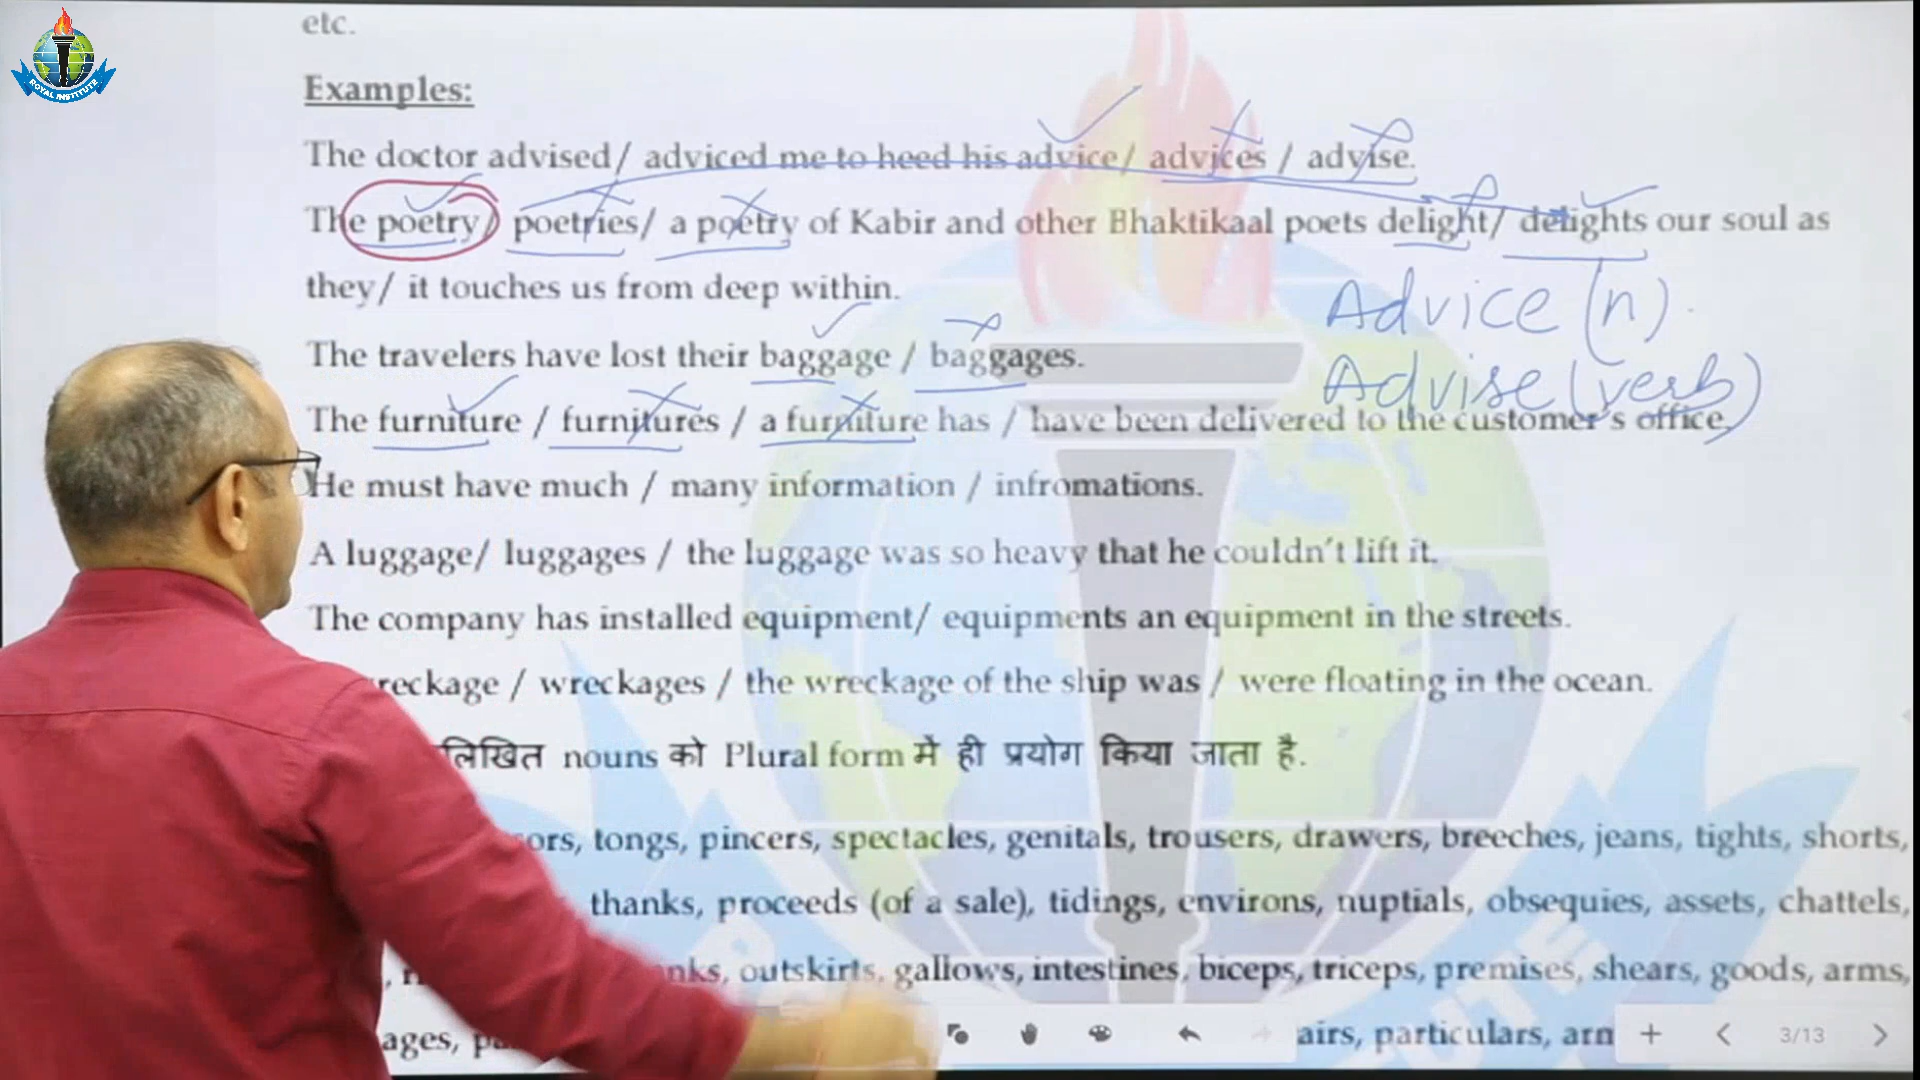 ROYAL INSTITUTE
etc.
Examples:
The doctor advised/ adviced me to heed his advice/ advices / advise.
The poetry/ poetries/ a poetry of Kabir and other Bhaktikaal poets delight/ delights our soul as
they/ it touches us from deep within.
Advice (n).
The travelers have lost their baggage / baggages.
Advise (verb)
The furniture / furnitures / a furniture has / have been delivered to the customer's office.
He must have much / many information / infromations.
A luggage/ luggages / the luggage was so heavy that he couldn't lift it.
The company has installed equipment/ equipments an equipment in the streets.
reckage / wreckages / the wreckage of the ship was / were floating in the ocean.
लिखित nouns को Plural form में ही प्रयोग किया जाता है.
ors, tongs, pincers, spectacles, genitals, trousers, drawers, breeches, jeans, tights, shorts,
thanks, proceeds (of a sale), tidings, environs, nuptials, obsequies, assets, chattels,
nks, outskirts, gallows, intestines, biceps, triceps, premises, shears, goods, arms,
ages, airs, particulars, arn
3/13